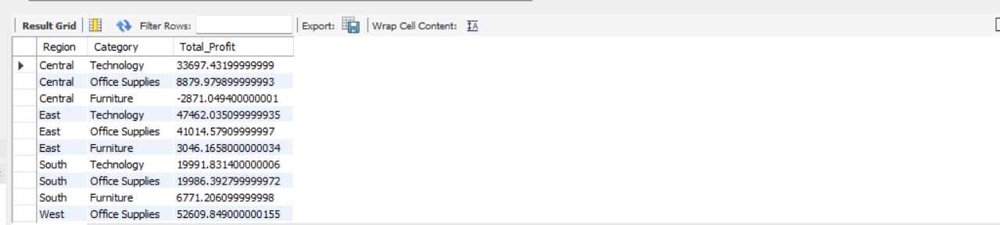 Result Grid Filter Rows: Export: Wrap Cell Content: IA
Region Category Total_Profit
Central Technology 33697.43199999999
Central Office Supplies 8879.979899999993
Central Furniture -2871.049400000001
East Technology 47462.035099999935
East Office Supplies 41014.57909999997
East Furniture 3046.1658000000034
South Technology 19991.831400000006
South Office Supplies 19986.392799999972
South Furniture 6771.206099999998
West Office Supplies 52609.849000000155